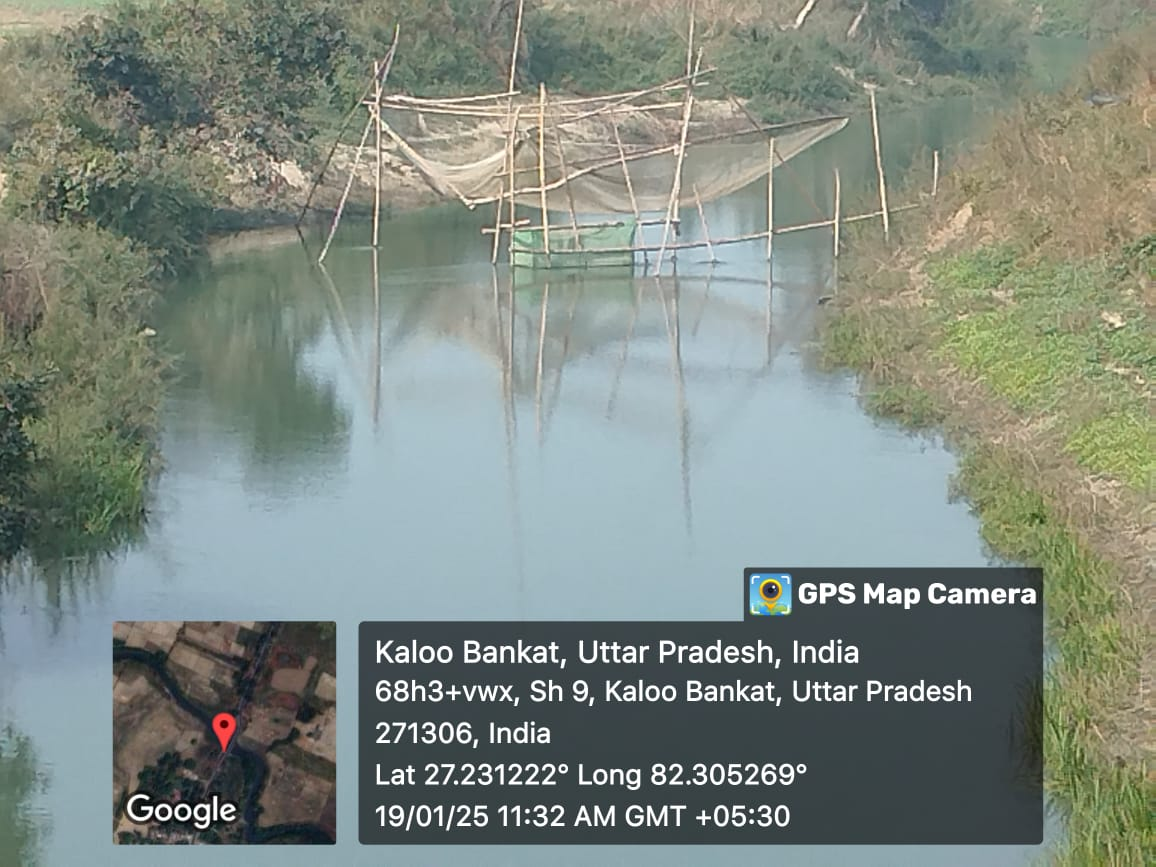 GPS Map Camera
Kaloo Bankat, Uttar Pradesh, India
68h3+vwx, Sh 9, Kaloo Bankat, Uttar Pradesh
271306, India
Lat 27.231222° Long 82.305269°
19/01/25 11:32 AM GMT +05:30
Google